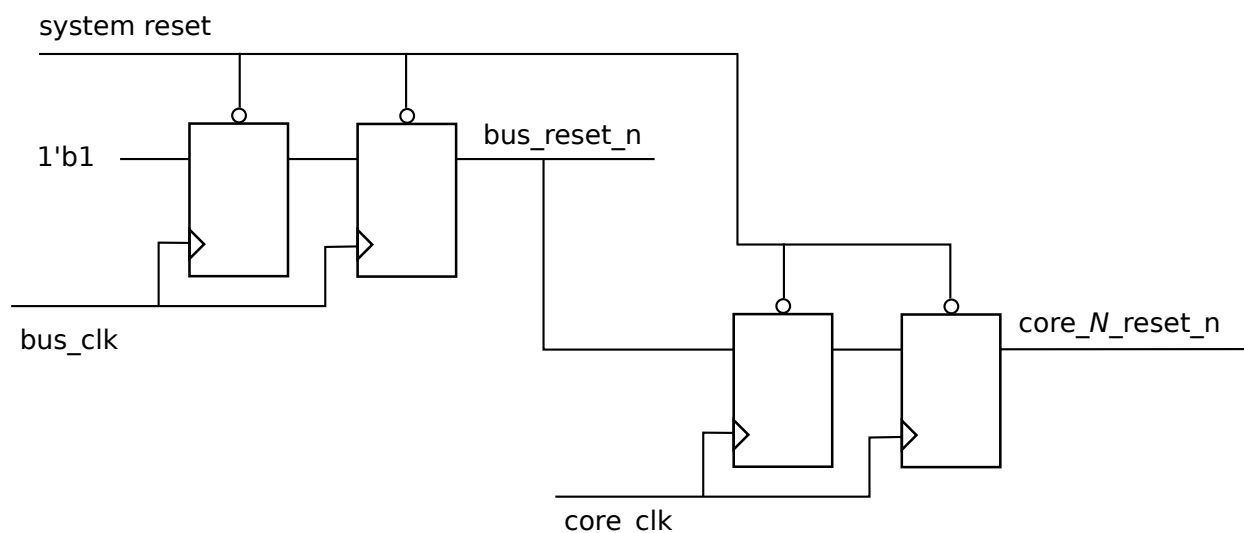 system reset
bus_reset_n
1'b1
core_N_reset_n
bus_clk
core_clk